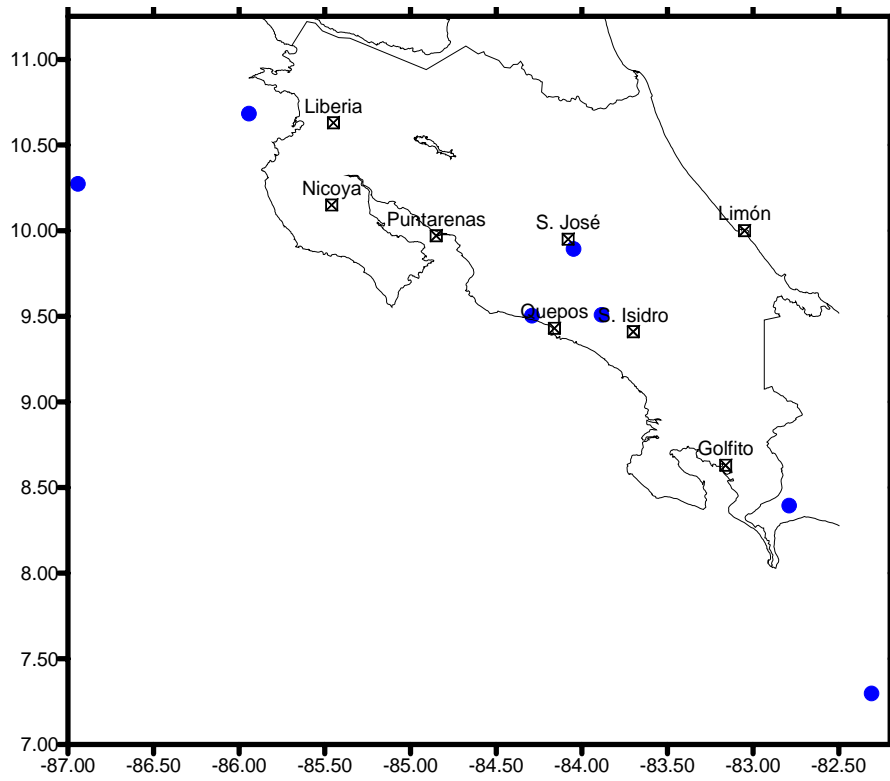 11.00
Liberia
10.50
Nicoya
Puntarenas
S. José
Limón
10.00
9.50
Quepos
S. Isidro
9.00
Golfito
8.50
8.00
7.50
7.00
-87.00 -86.50 -86.00 -85.50 -85.00 -84.50 -84.00 -83.50 -83.00 -82.50